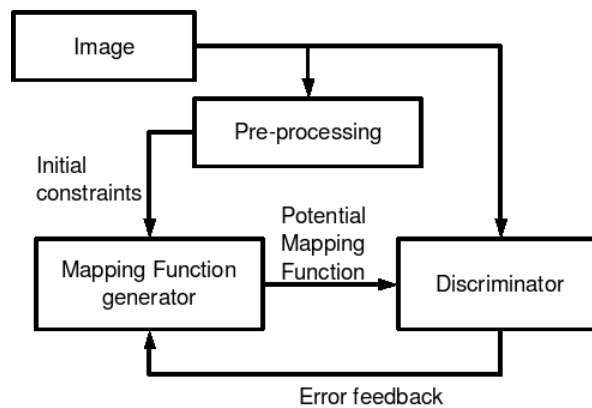 Image
Pre-processing
Initial
constraints
Potential
Mapping
Function
Mapping Function
generator
Discriminator
Error feedback